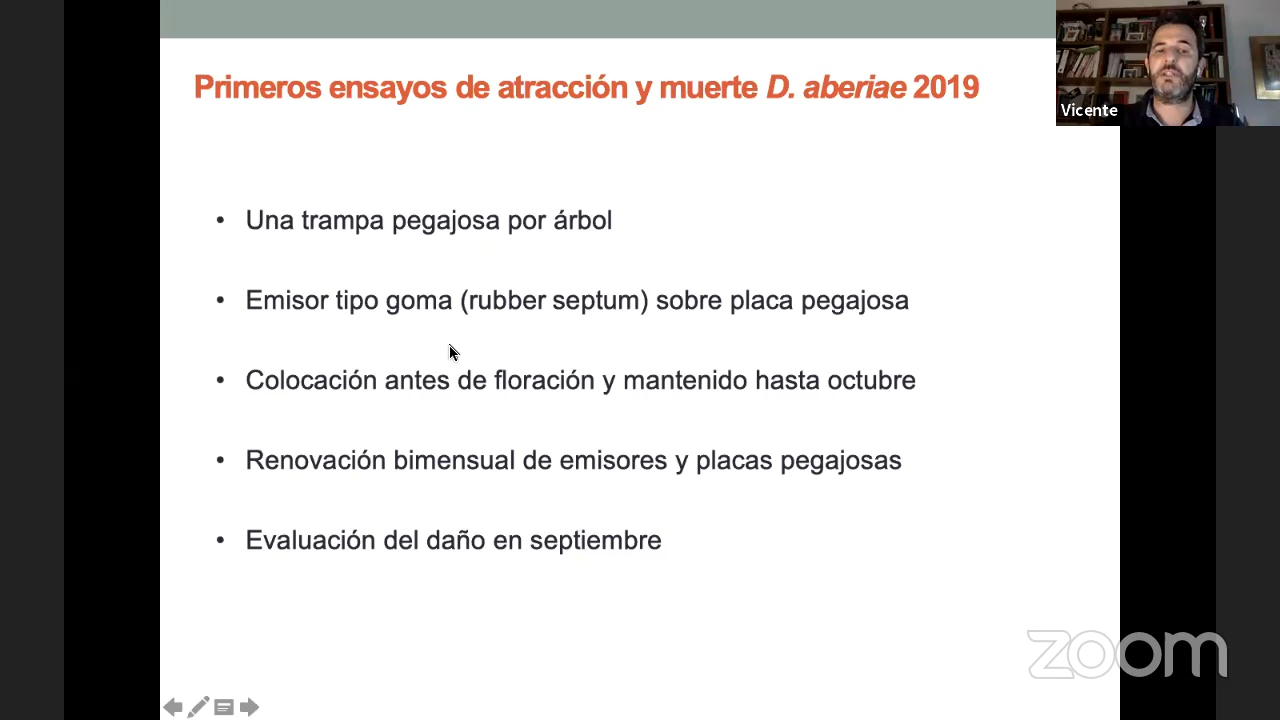 Primeros ensayos de atracción y muerte D. aberiae 2019
Vicente
• Una trampa pegajosa por árbol
• Emisor tipo goma (rubber septum) sobre placa pegajosa
• Colocación antes de floración y mantenido hasta octubre
• Renovación bimensual de emisores y placas pegajosas
• Evaluación del daño en septiembre
zoom